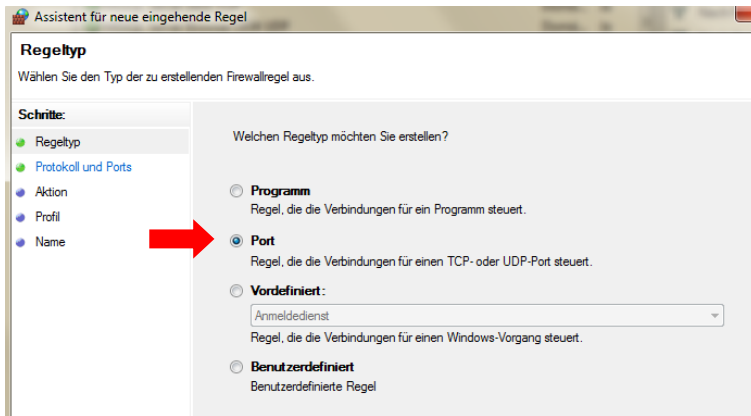 Assistent für neue eingehende Regel
Regeltyp
Wählen Sie den Typ der zu erstellenden Firewallregel aus.
Schritte:
Regeltyp
Protokoll und Ports
Aktion
Profil
Name
Welchen Regeltyp möchten Sie erstellen?
Programm
Regel, die die Verbindungen für ein Programm steuert.
Port
Regel, die die Verbindungen für einen TCP- oder UDP-Port steuert.
Vordefiniert:
Anmeldedienst
Regel, die die Verbindungen für einen Windows-Vorgang steuert.
Benutzerdefiniert
Benutzerdefinierte Regel